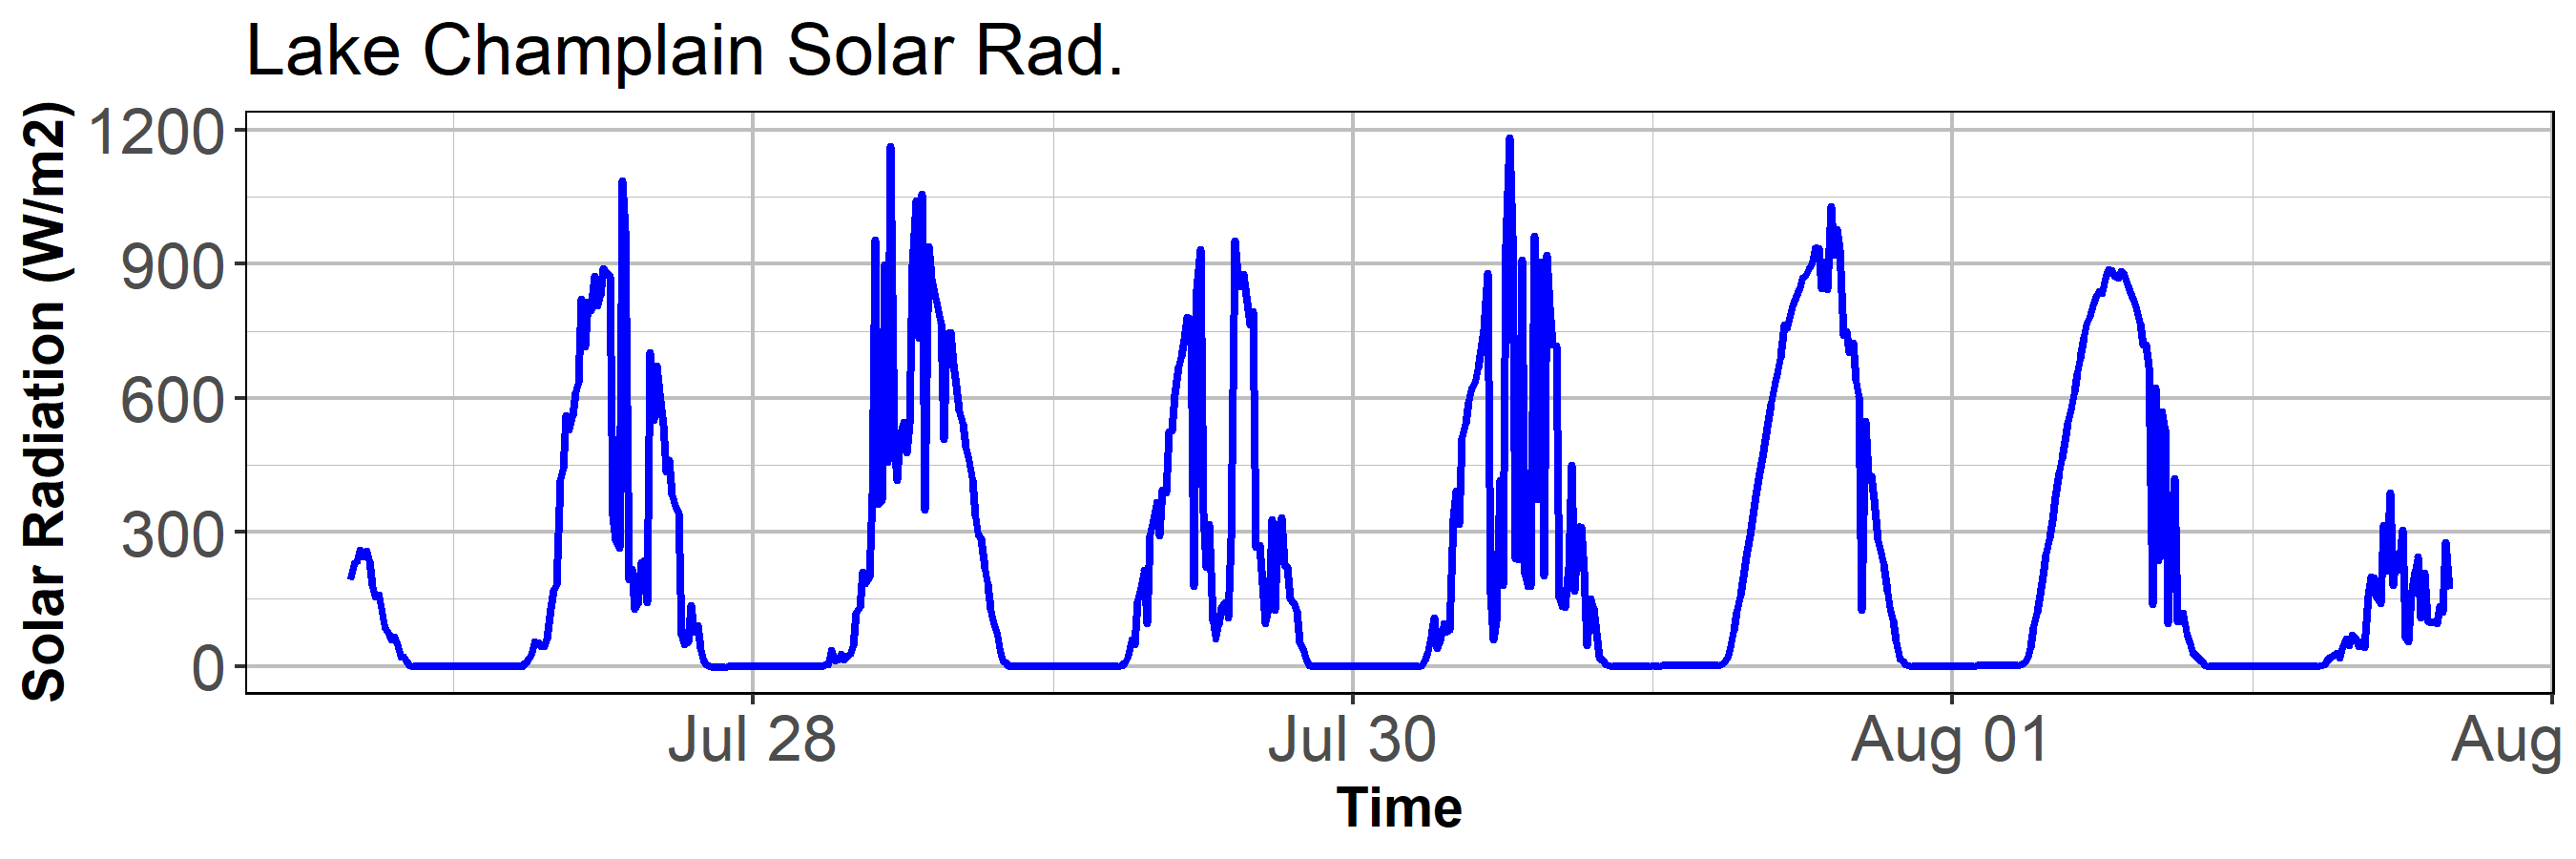 Lake Champlain Solar Rad.
Solar Radiation (W/m2)
1200
900
600
300
0
Jul 28
Jul 30
Aug 01
Aug
Time